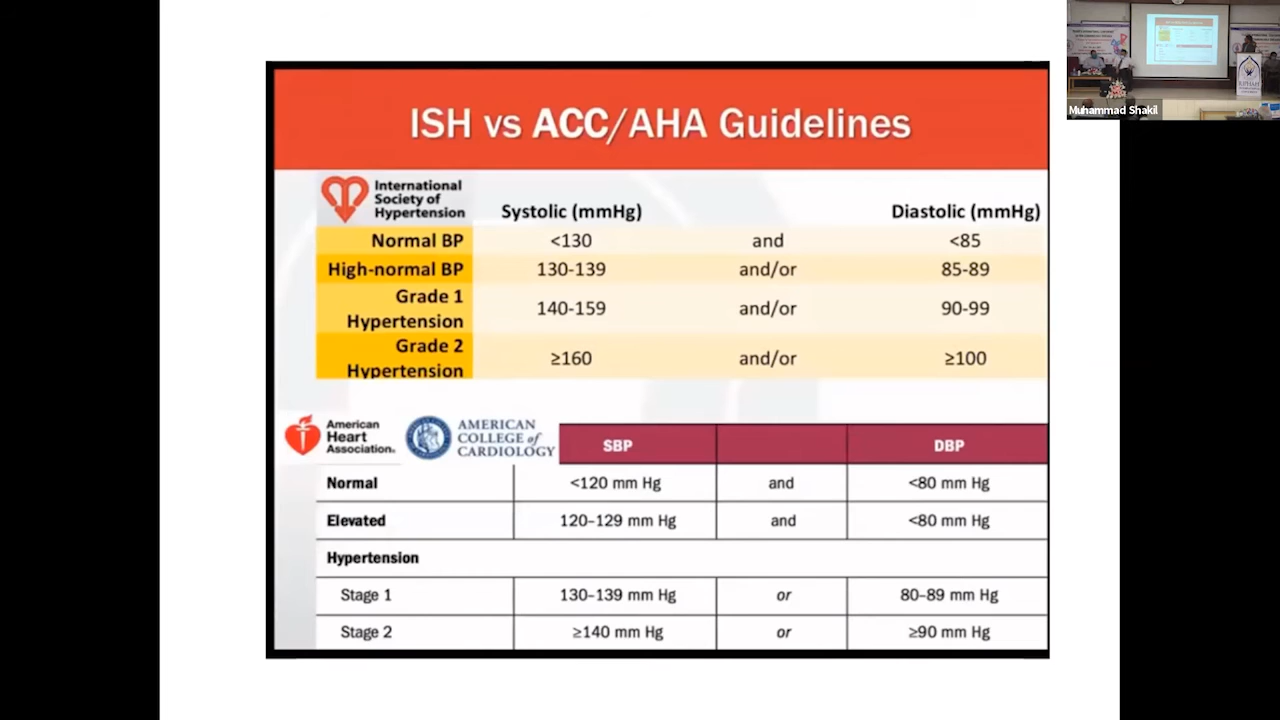 ISH vs ACC/AHA Guidelines
International
Society of
Hypertension
Systolic (mmHg) Diastolic (mmHg)
Normal BP <130 and <85
High-normal BP 130-139 and/or 85-89
Grade 1
Hypertension 140-159 and/or 90-99
Grade 2
Hypertension ≥160 and/or ≥100
American
Heart
Association.
AMERICAN
COLLEGE of
CARDIOLOGY
SBP DBP
Normal <120 mm Hg and <80 mm Hg
Elevated 120–129 mm Hg and <80 mm Hg
Hypertension
Stage 1 130–139 mm Hg or 80–89 mm Hg
Stage 2 ≥140 mm Hg or ≥90 mm Hg
Muhammad Shakil